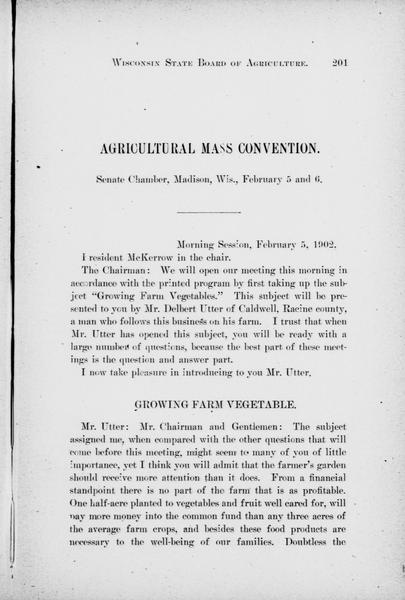 Wisconsin State Board of Agriculture. 201
AGRICULTURAL MASS CONVENTION.
Senate Chamber, Madison, Wis., February 5 and 6.
Morning Session, February 5, 1902.
I resident McKerrow in the chair.
The Chairman: We will open our meeting this morning in
accordance with the printed program by first taking up the sub-
ject "Growing Farm Vegetables." This subject will be pre-
sented to you by Mr. Delbert Utter of Caldwell, Racine county,
a man who follows this business on his farm. I trust that when
Mr. Utter has opened this subject, you will be ready with a
large number of questions, because the best part of these meet-
ings is the question and answer part.
I now take pleasure in introducing to you Mr. Utter.
GROWING FARM VEGETABLE.
Mr. Utter: Mr. Chairman and Gentlemen: The subject
assigned me, when compared with the other questions that will
come before this meeting, might seem to many of you of little
importance, yet I think you will admit that the farmer's garden
should receive more attention than it does. From a financial
standpoint there is no part of the farm that is as profitable.
One half-acre planted to vegetables and fruit well cared for, will
pay more money into the common fund than any three acres of
the average farm crops, and besides these food products are
necessary to the well-being of our families. Doubtless the